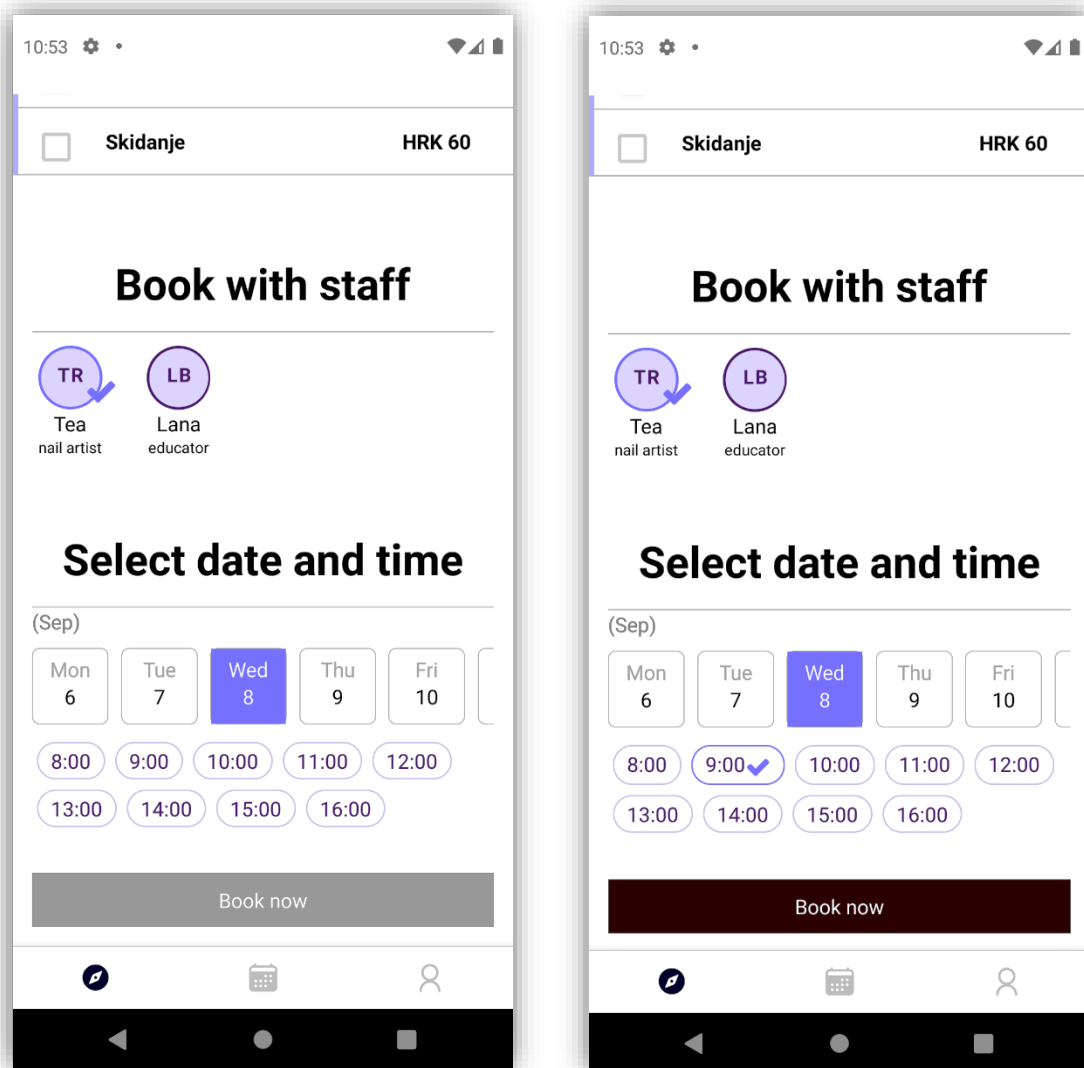 10:53
Skidanje HRK 60
Book with staff
TR LB
Tea Lana
nail artist educator
Select date and time
(Sep)
Mon Tue Wed Thu Fri
6 7 8 9 10
8:00 9:00 10:00 11:00 12:00
13:00 14:00 15:00 16:00
Book now
10:53
Skidanje HRK 60
Book with staff
TR LB
Tea Lana
nail artist educator
Select date and time
(Sep)
Mon Tue Wed Thu Fri
6 7 8 9 10
8:00 9:00 10:00 11:00 12:00
13:00 14:00 15:00 16:00
Book now